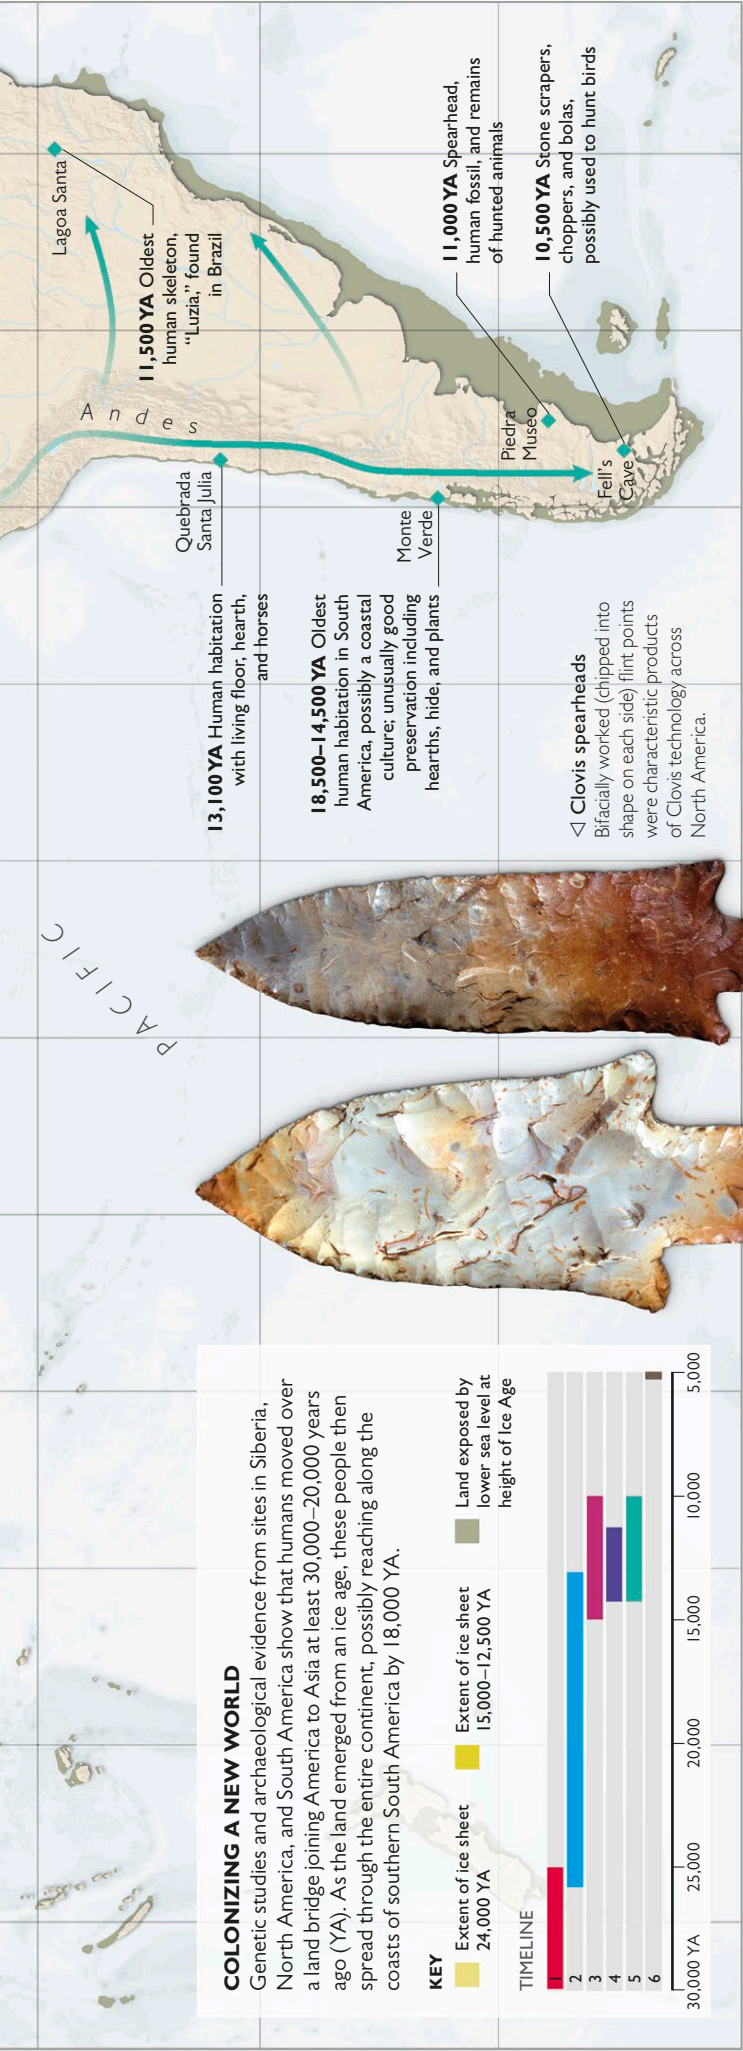 COLONIZING A NEW WORLD
Genetic studies and archaeological evidence from sites in Siberia,
North America, and South America show that humans moved over
a land bridge joining America to Asia at least 30,000–20,000 years
ago (YA). As the land emerged from an ice age, these people then
spread through the entire continent, possibly reaching along the
coasts of southern South America by 18,000 YA.
KEY
Extent of ice sheet
24,000 YA
Extent of ice sheet
15,000–12,500 YA
Land exposed by
lower sea level at
height of Ice Age
TIMELINE
1
2
3
4
5
6
30,000 YA
25,000
20,000
15,000
10,000
5,000
PACIFIC
◁ Clovis spearheads
Bifacially worked (chipped into
shape on each side) flint points
were characteristic products
of Clovis technology across
North America.
13,100 YA Human habitation
with living floor, hearth,
and horses
18,500–14,500 YA Oldest
human habitation in South
America, possibly a coastal
culture; unusually good
preservation including
hearths, hide, and plants
Quebrada
Santa Julia
Monte
Verde
Andes
Fell's
Cave
Piedra
Museo
11,500 YA Oldest
human skeleton,
“Luzia,” found
in Brazil
Lagoa Santa
11,000 YA Spearhead,
human fossil, and remains
of hunted animals
10,500 YA Stone scrapers,
choppers, and bolas,
possibly used to hunt birds